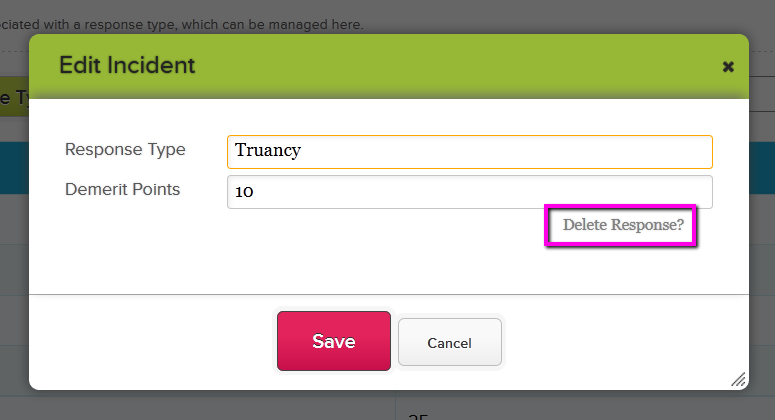 ciated with a response type, which can be managed here.
Edit Incident
e Ty
Response Type Truancy
Demerit Points 10
Delete Response?
Save Cancel